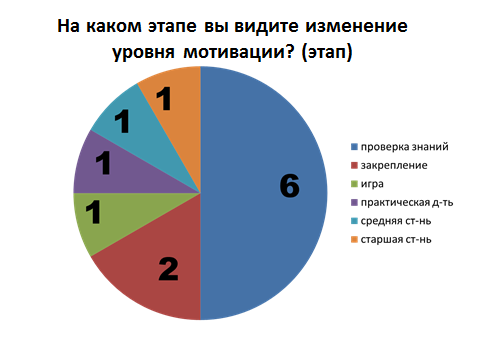 На каком этапе вы видите изменение
уровня мотивации? (этап)
1
1
1
1
2
6
проверка знаний
закрепление
игра
практическая д-ть
средняя ст-нь
старшая ст-нь